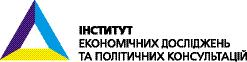 ІНСТИТУТ
ЕКОНОМІЧНИХ ДОСЛІДЖЕНЬ
ТА ПОЛІТИЧНИХ КОНСУЛЬТАЦІЙ